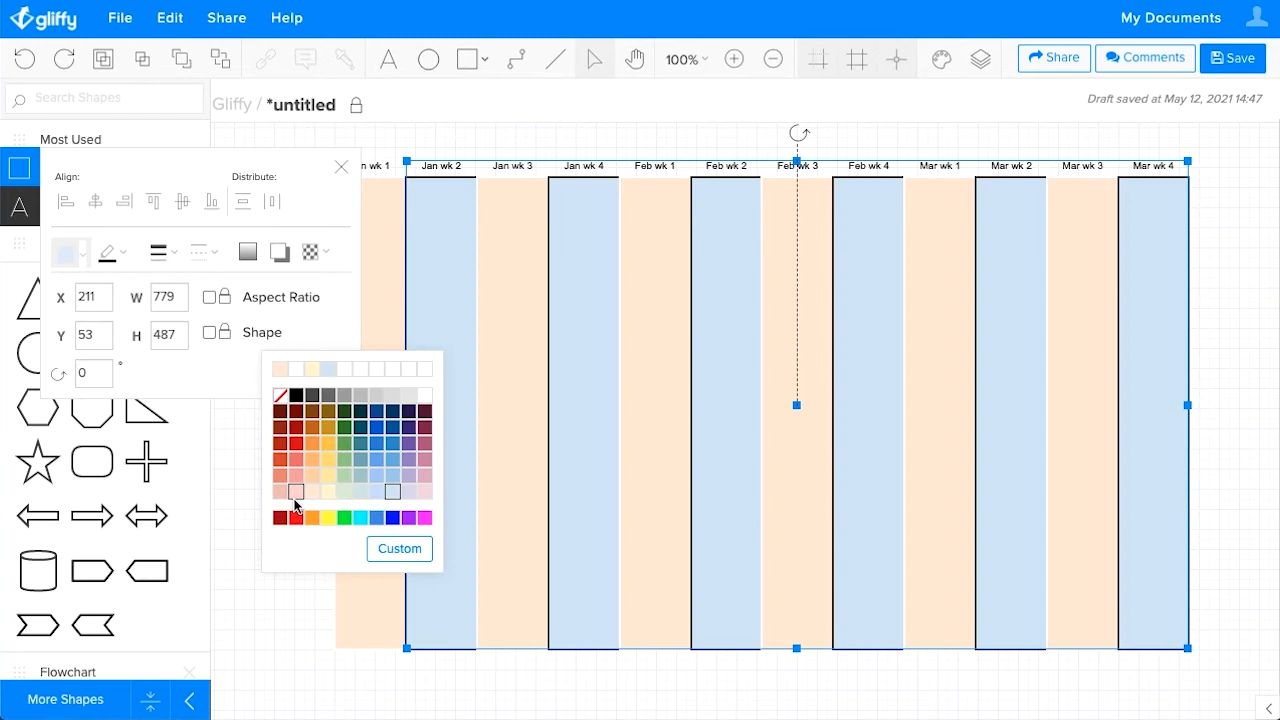 gliffy File Edit Share Help My Documents
100% Share Comments Save
Search Shapes Gliffy / *untitled Draft saved at May 12, 2021 14:47
Most Used
n wk 1 Jan wk 2 Jan wk 3 Jan wk 4 Feb wk 1 Feb wk 2 Feb wk 3 Feb wk 4 Mar wk 1 Mar wk 2 Mar wk 3 Mar wk 4
Align: Distribute:
A
X 211 W 779 Aspect Ratio
Y 53 H 487 Shape
0 °
Custom
Flowchart
More Shapes